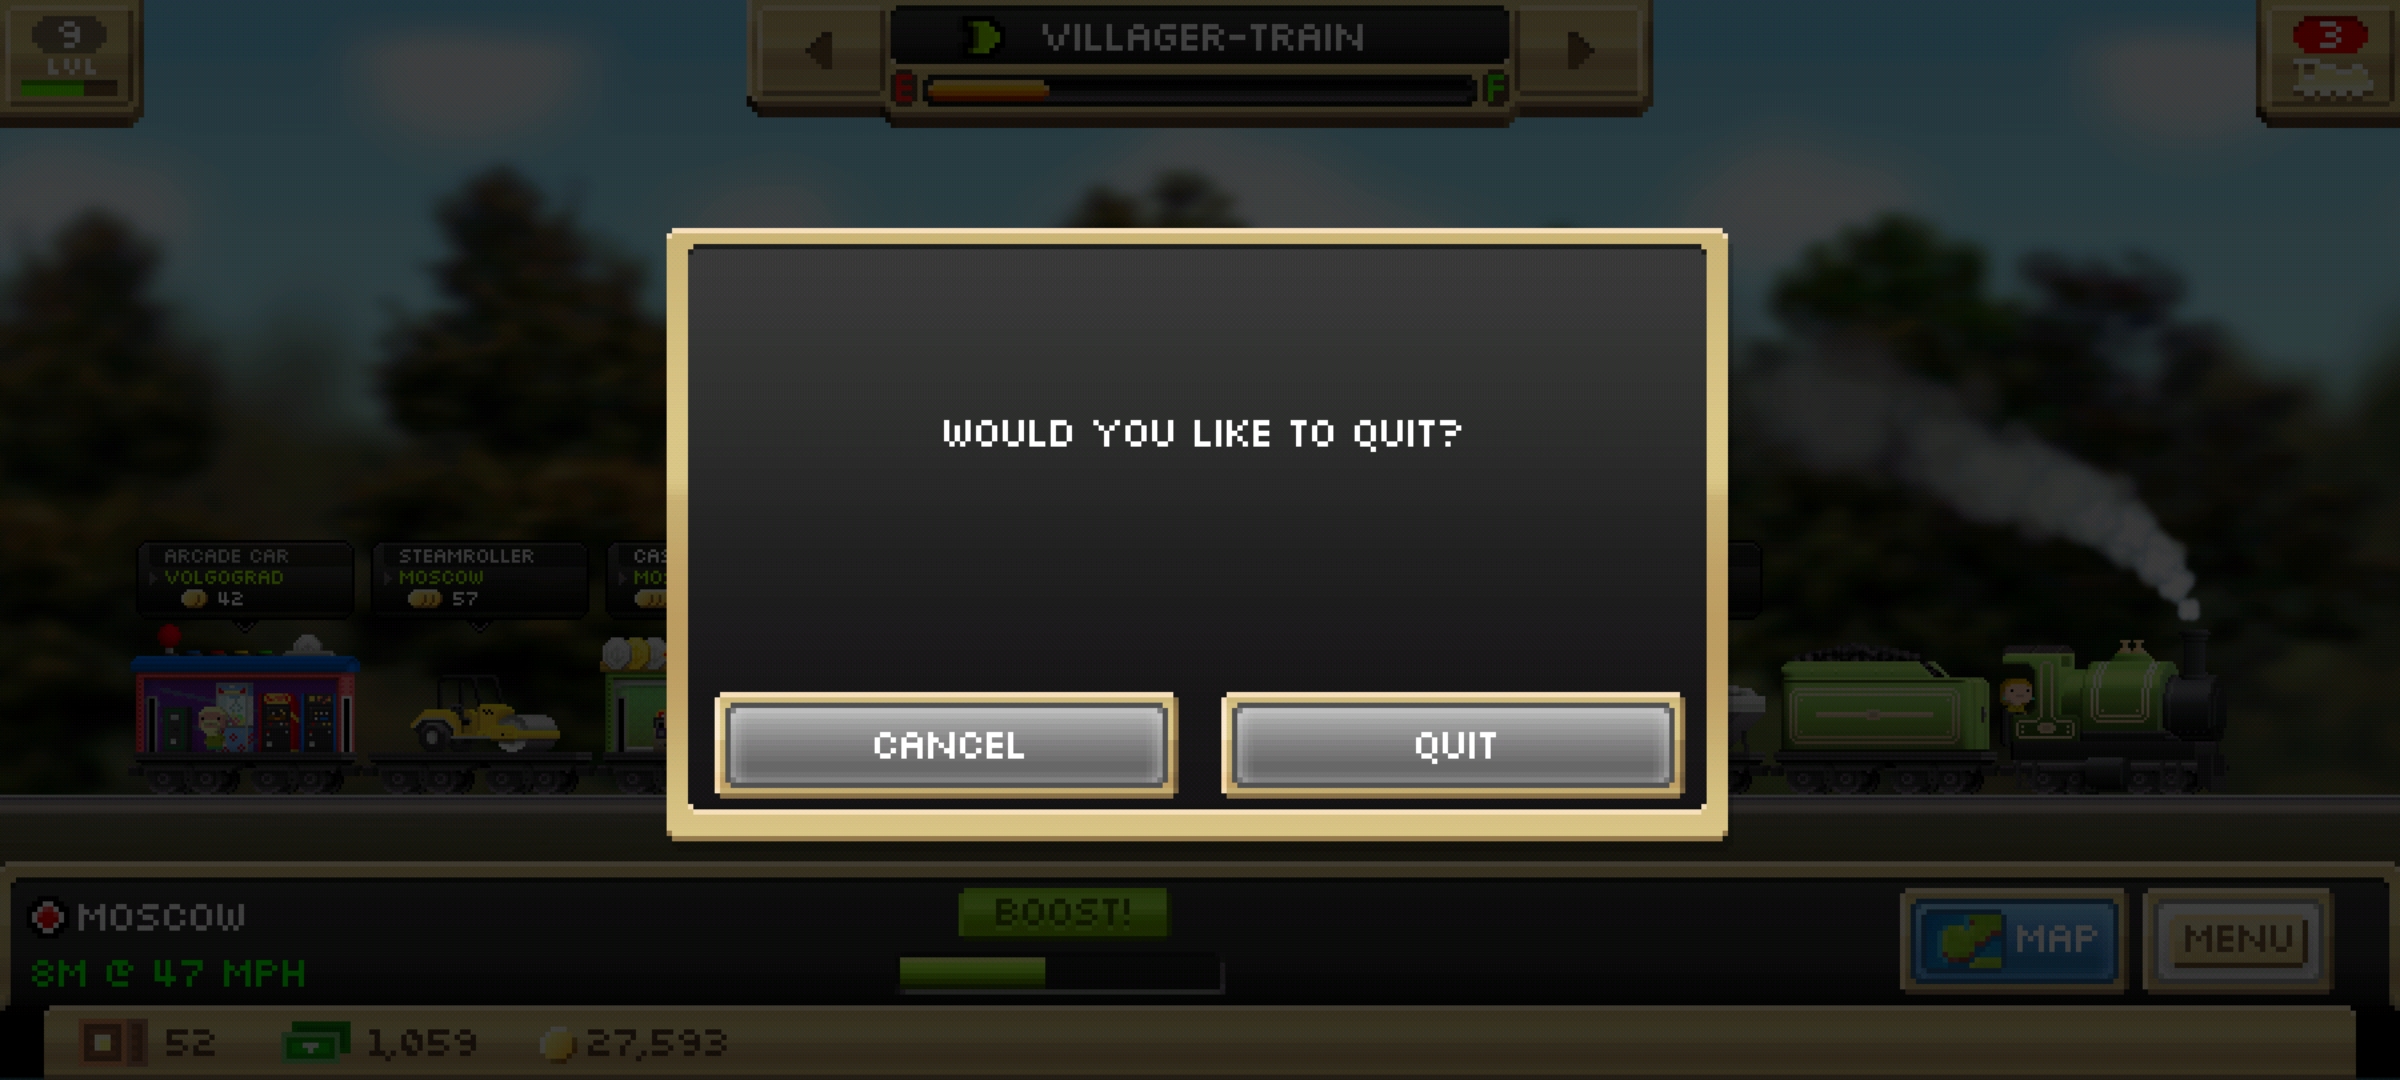 9
LVL
VILLAGER-TRAIN
E F
3
WOULD YOU LIKE TO QUIT?
ARCADE CAR
VOLGOGRAD
42
STEAMROLLER
MOSCOW
57
CANCEL
QUIT
MOSCOW
8M @ 47 MPH
BOOST!
MAP
MENU
52
1,059
27,593